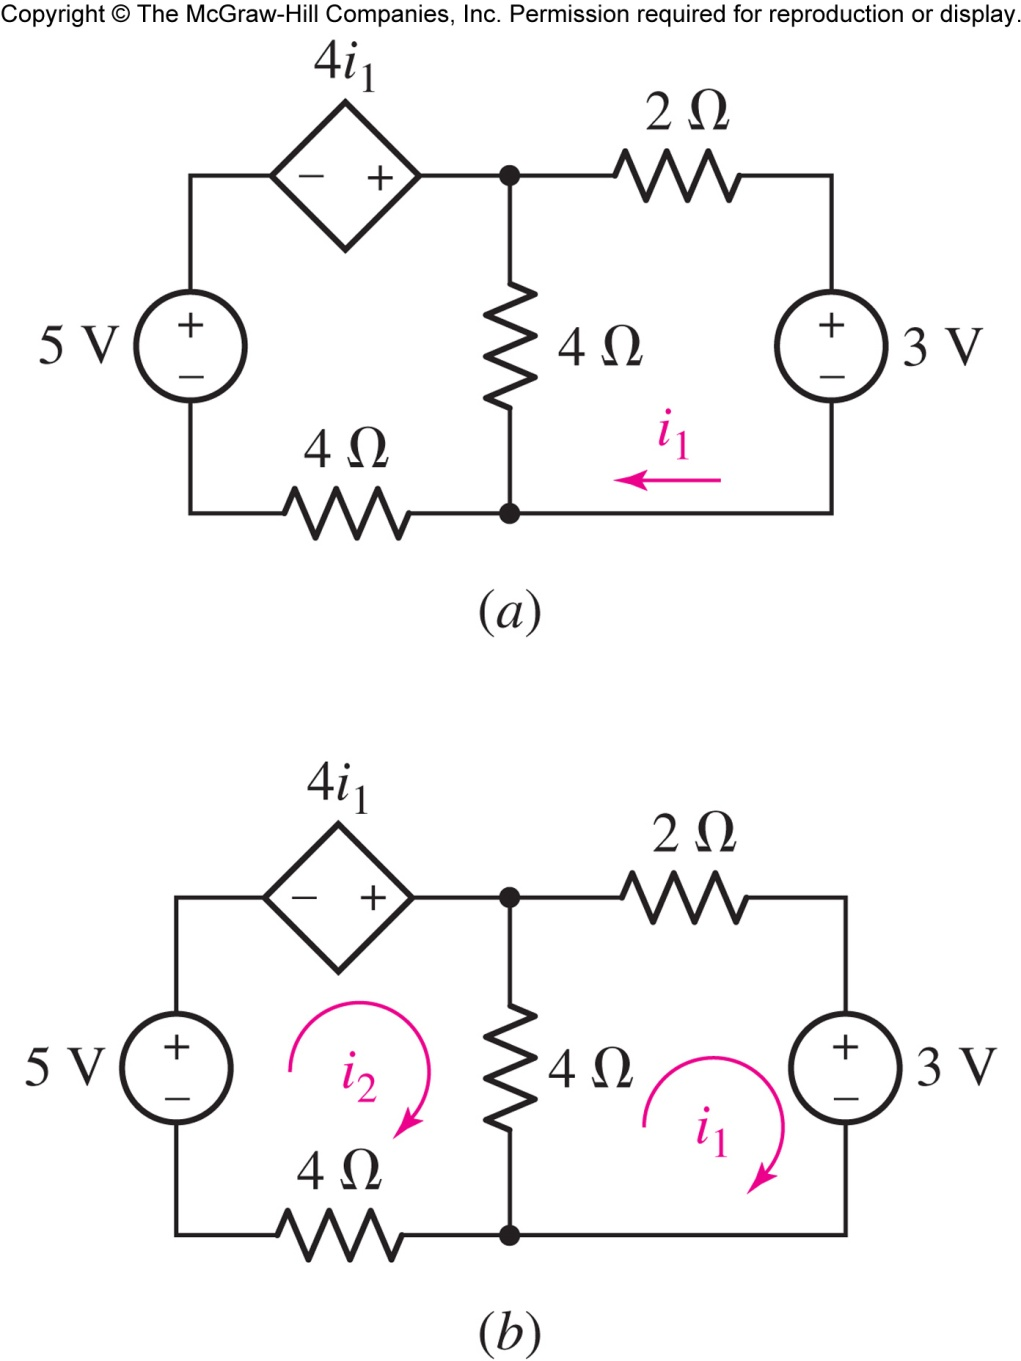 Copyright © The McGraw-Hill Companies, Inc. Permission required for reproduction or display.
4i₁
2 Ω
− +
5 V + −
4 Ω
+ − 3 V
i₁
4 Ω
(a)
4i₁
2 Ω
− +
5 V + −
i₂
4 Ω
i₁
+ − 3 V
4 Ω
(b)